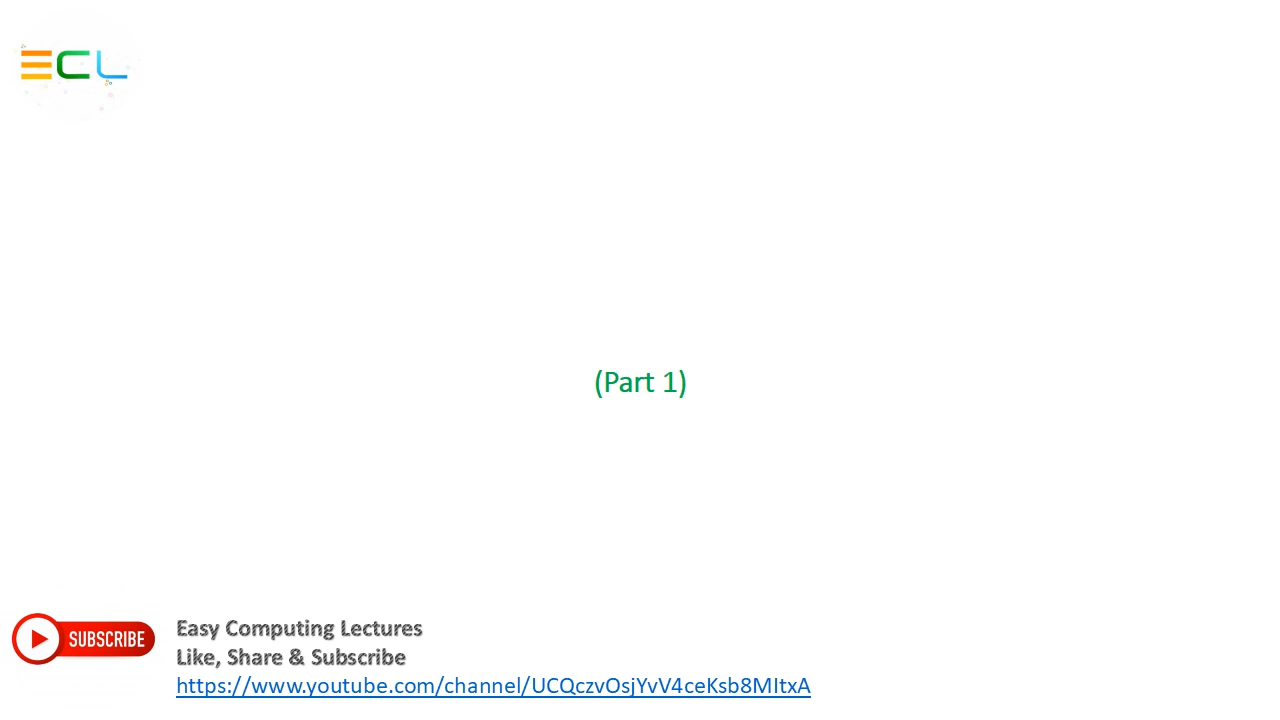 ECL
(Part 1)
SUBSCRIBE
Easy Computing Lectures
Like, Share & Subscribe
https://www.youtube.com/channel/UCQczvOsjYvV4ceKsb8MItxA